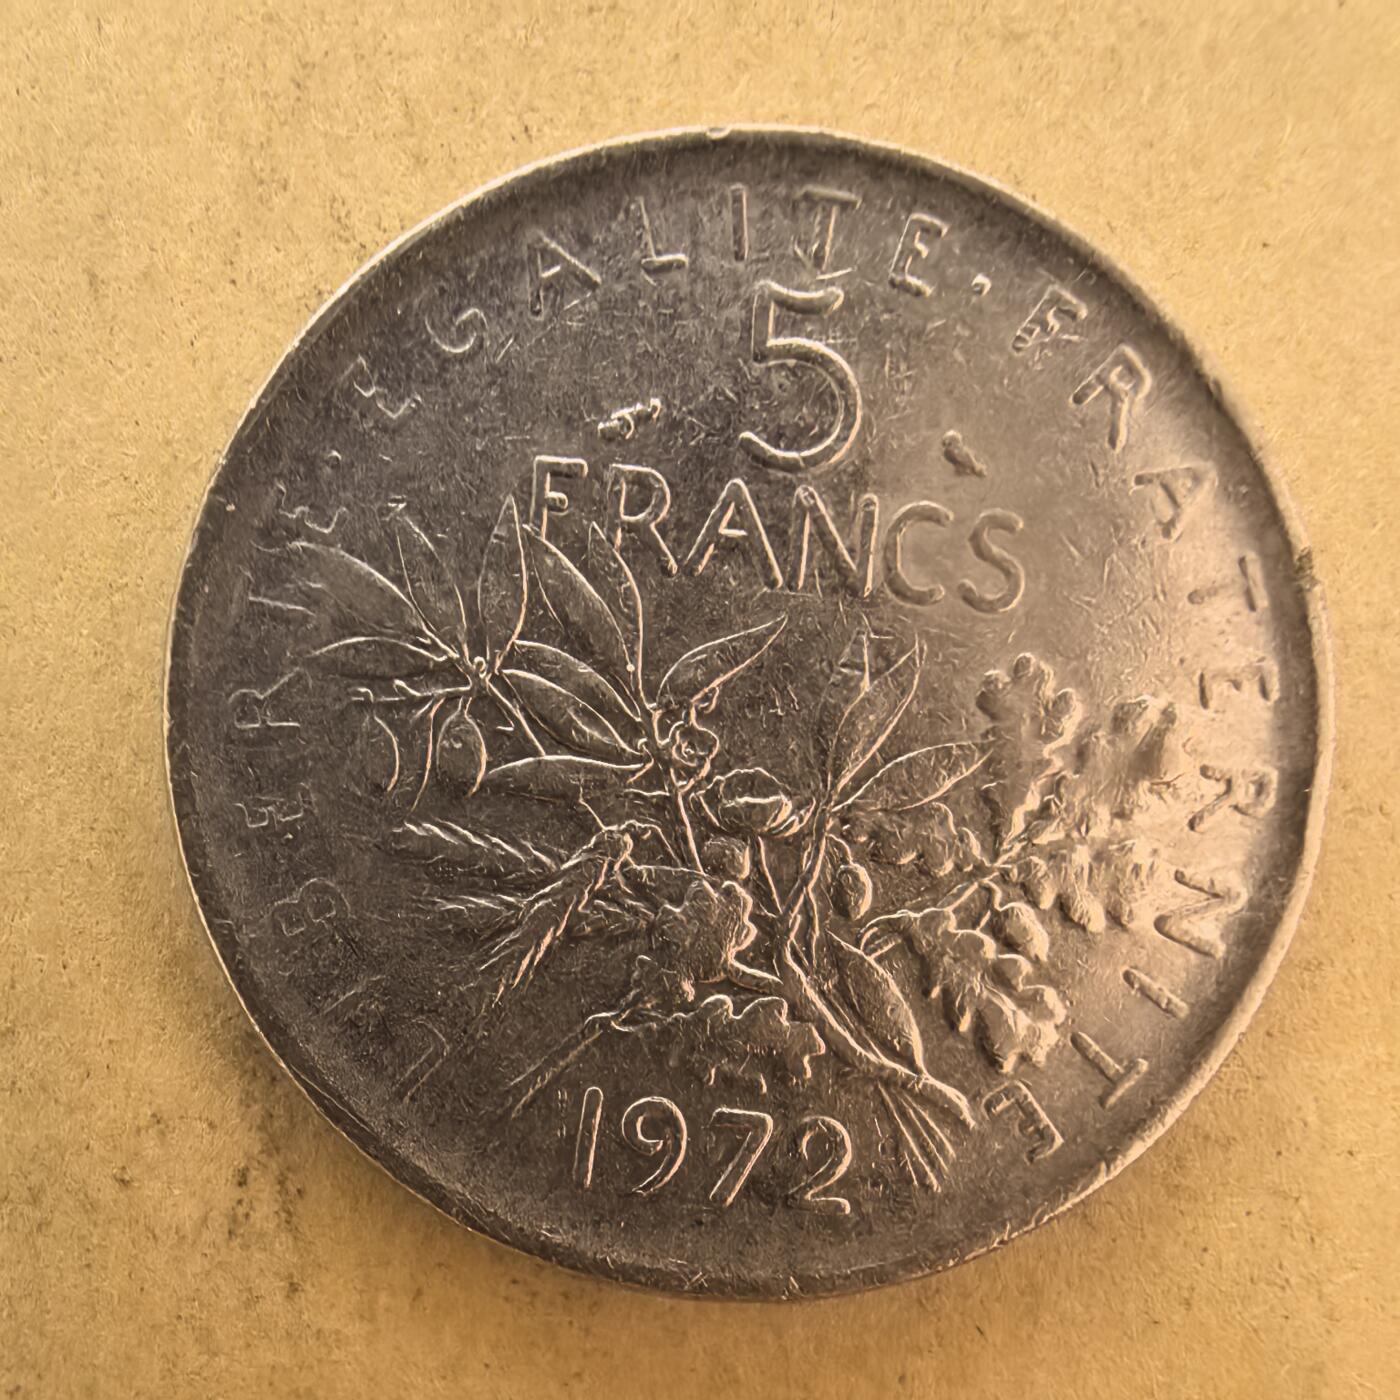 LIBERTE · EGALITE · FRATERNITE
5
FRANCS
1972